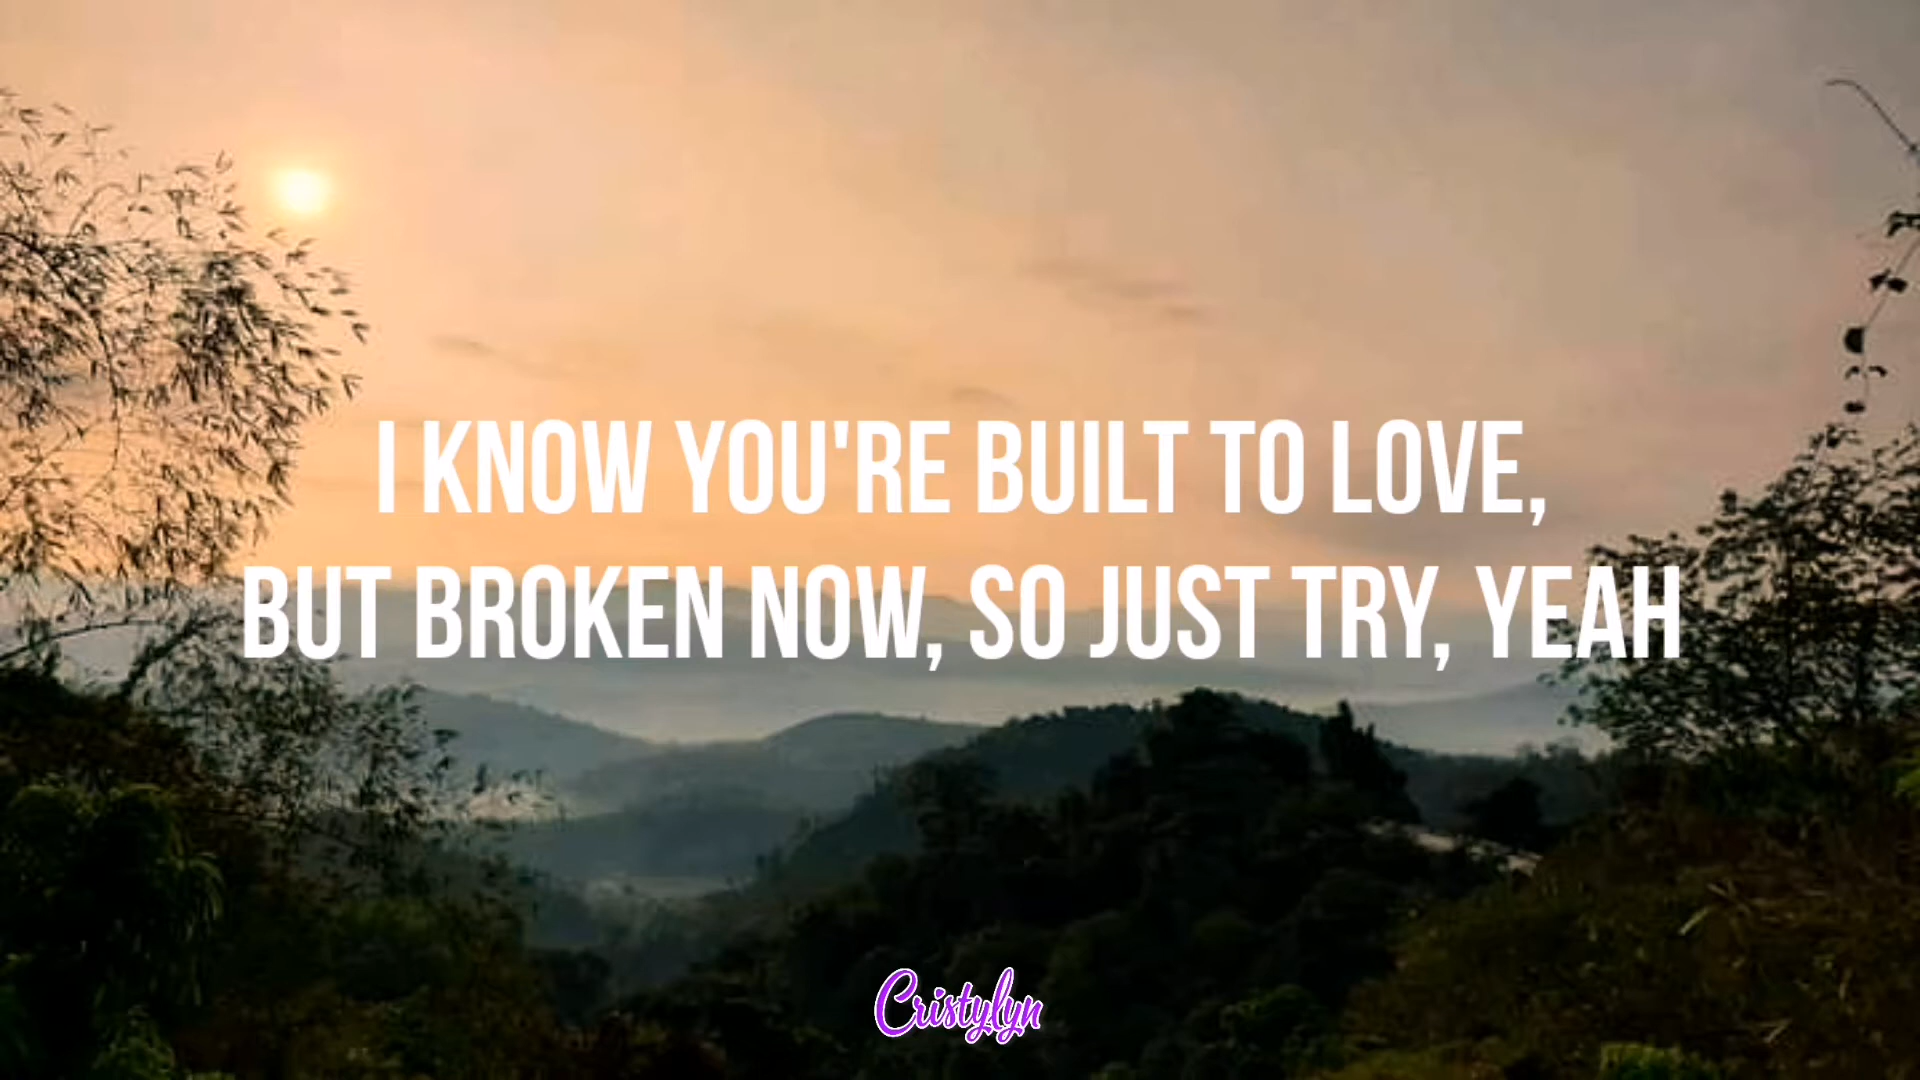 I KNOW YOU'RE BUILT TO LOVE,
BUT BROKEN NOW, SO JUST TRY, YEAH
Cristylyn